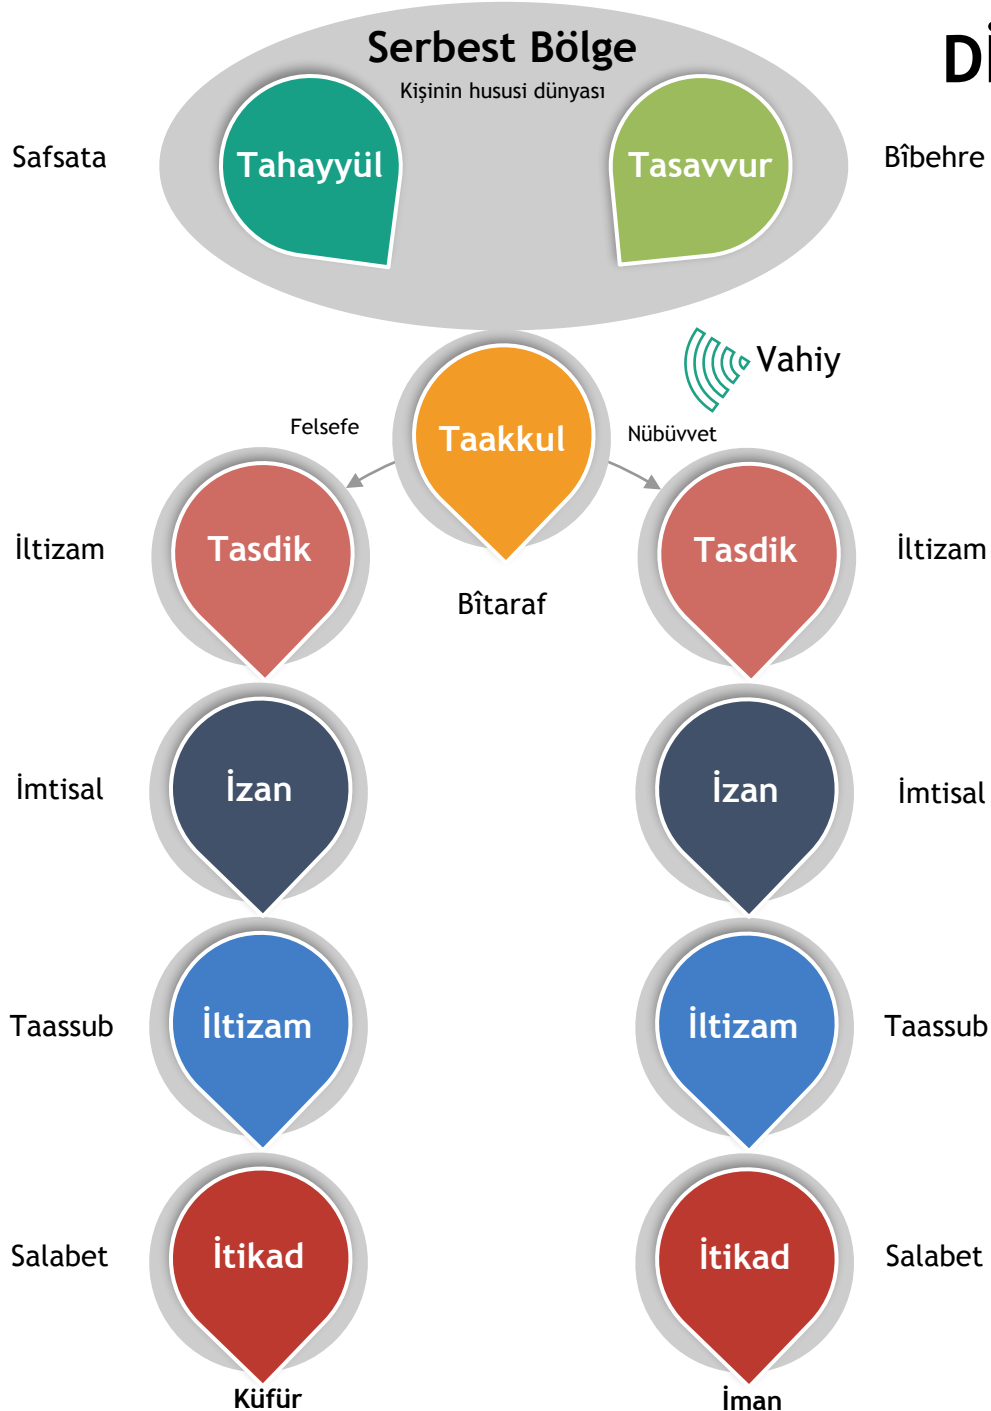 Serbest Bölge
Kişinin hususi dünyası
Dİ
Safsata
Tahayyül
Tasavvur
Bîbehre
Vahiy
Felsefe
Taakkul
Nübüvvet
İltizam
Tasdik
Tasdik
İltizam
Bîtaraf
İmtisal
İzan
İzan
İmtisal
Taassub
İltizam
İltizam
Taassub
Salabet
İtikad
İtikad
Salabet
Küfür
İman